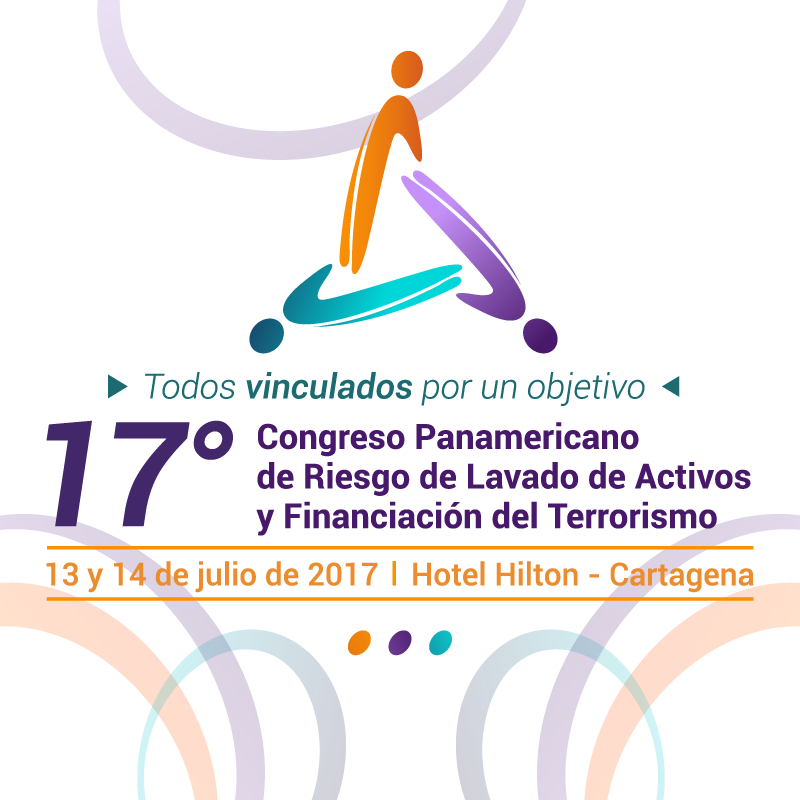 Todos vinculados por un objetivo
17°
Congreso Panamericano
de Riesgo de Lavado de Activos
y Financiación del Terrorismo
13 y 14 de julio de 2017 | Hotel Hilton - Cartagena